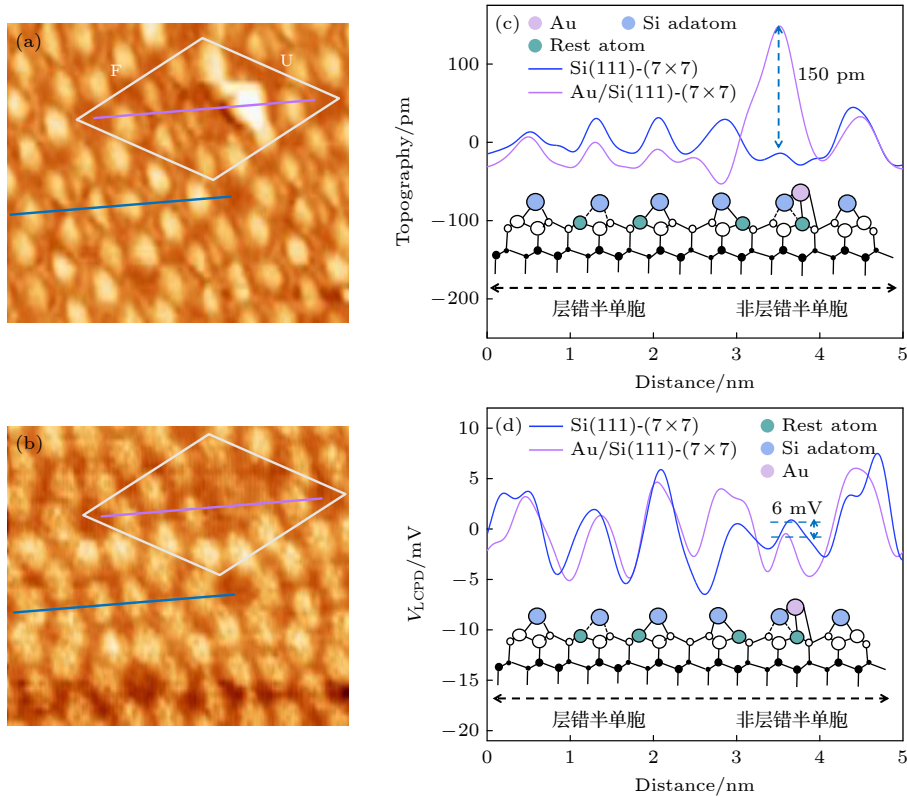 (a)
F
U
(c)
Au
Si adatom
Rest atom
Si(111)-(7×7)
Au/Si(111)-(7×7)
150 pm
Topography/pm
100
0
−100
−200
层错半单胞
非层错半单胞
0
1
2
3
4
5
Distance/nm
(b)
(d)
Si(111)-(7×7)
Au/Si(111)-(7×7)
Rest atom
Si adatom
Au
6 mV
V_LCPD/mV
10
5
0
−5
−10
−15
−20
层错半单胞
非层错半单胞
0
1
2
3
4
5
Distance/nm